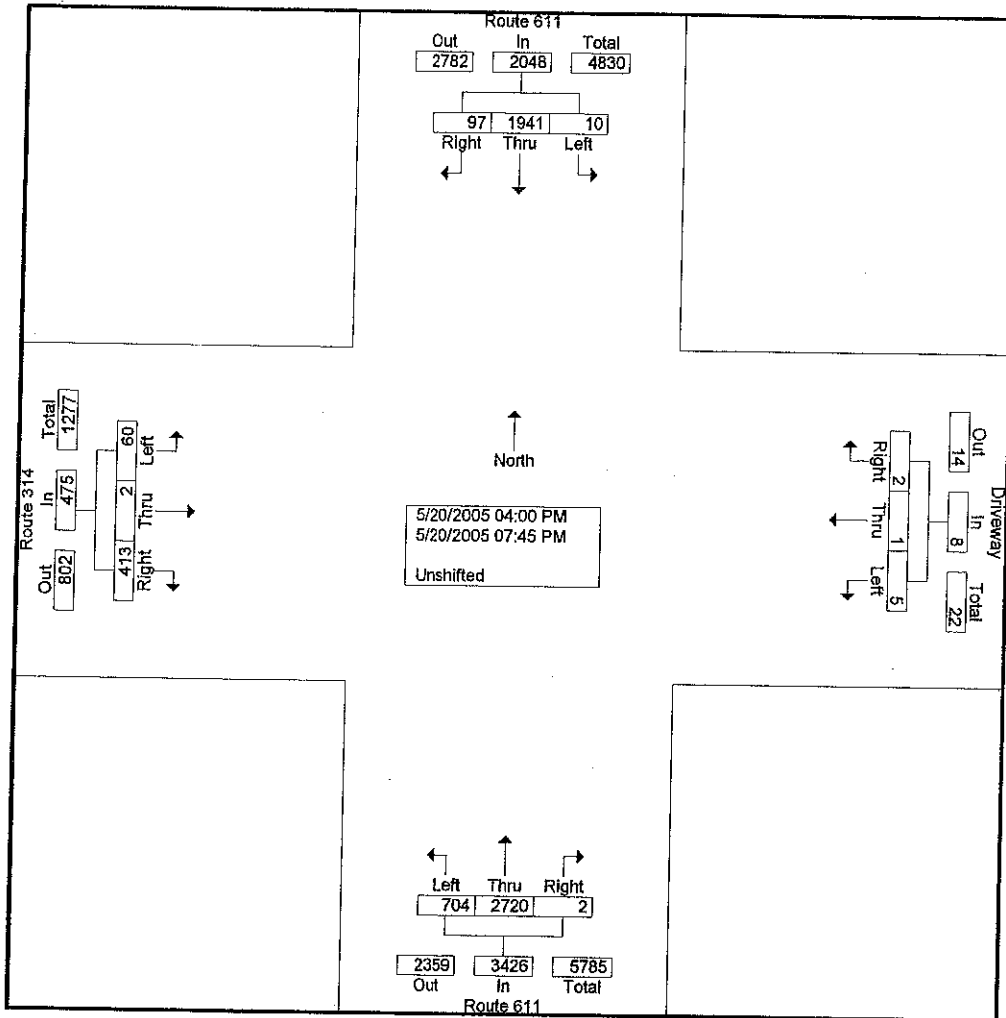 Route 611
Out In Total
2782 2048 4830
97 1941 10
Right Thru Left
Route 314
Total In Out
1277 475 802
60 2 413
Left Thru Right
North
5/20/2005 04:00 PM
5/20/2005 07:45 PM
Unshifted
Driveway
Out In Total
14 8 22
2 1 5
Right Thru Left
Left Thru Right
704 2720 2
2359 3426 5785
Out In Total
Route 611